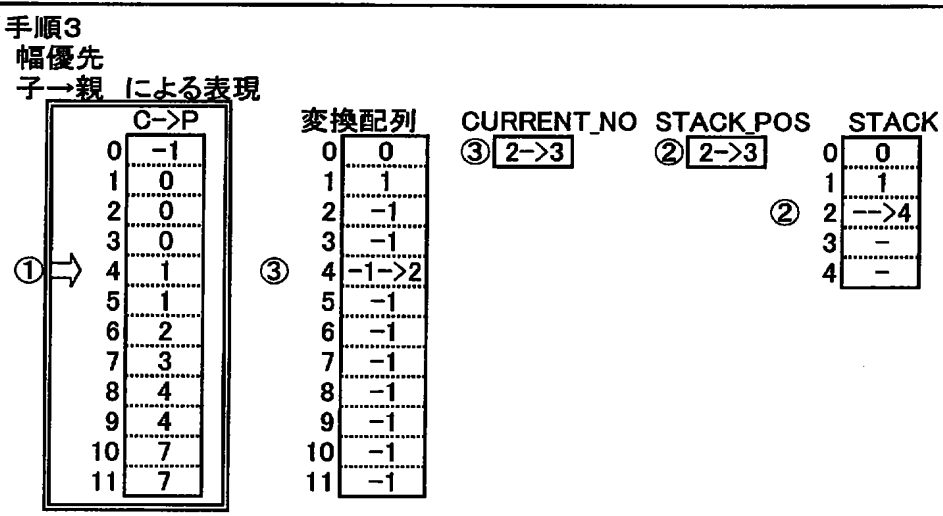 手順3
幅優先
子→親 による表現
C->P 変換配列 CURRENT_NO STACK_POS STACK
0 -1 0 0 ③ 2->3 ② 2->3 0 0
1 0 1 1 1 1
2 0 2 -1 ② 2 -->4
3 0 3 -1 3 -
① 4 1 ③ 4 -1->2 4 -
5 1 5 -1
6 2 6 -1
7 3 7 -1
8 4 8 -1
9 4 9 -1
10 7 10 -1
11 7 11 -1